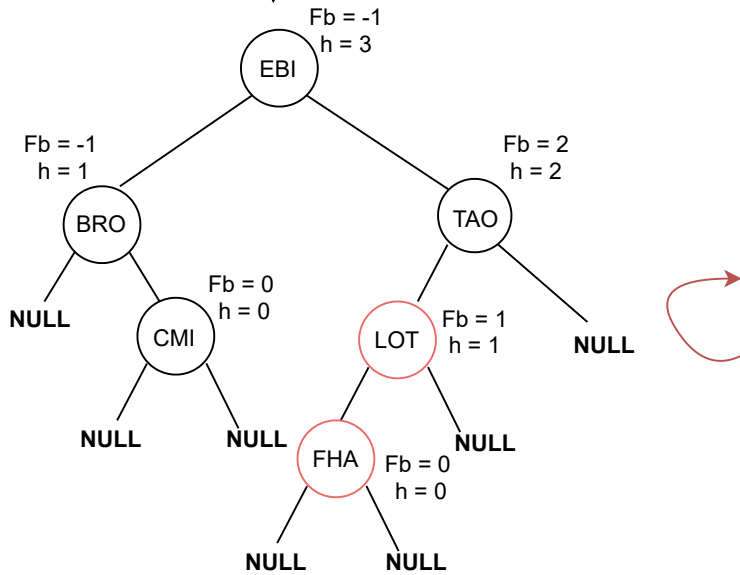 Fb = -1
h = 3
EBI
Fb = -1
h = 1
BRO
Fb = 2
h = 2
TAO
NULL
Fb = 0
h = 0
CMI
Fb = 1
h = 1
LOT
NULL
NULL
NULL
NULL
FHA
Fb = 0
h = 0
NULL
NULL